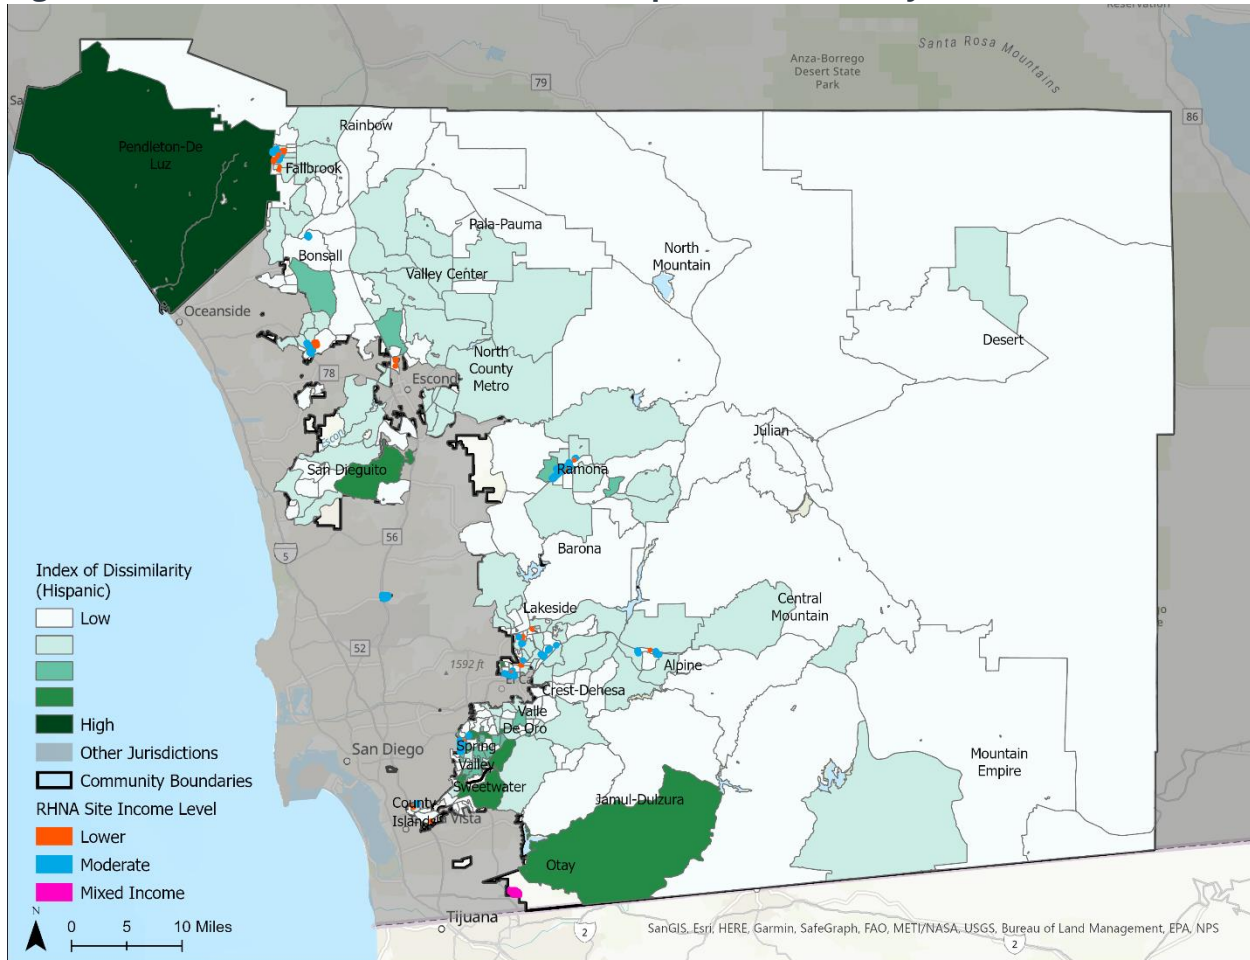 Reservation
Santa Rosa Mountains
Anza-Borrego
Desert State
Park
79
86
Sa
Rainbow
Pendleton-De
Luz
Fallbrook
Pala-Pauma
North
Mountain
Bonsall
Valley Center
Oceanside
Desert
North
County
Metro
78
Escond
Julian
Escon
San Dieguito
Ramona
56
5
Barona
Index of Dissimilarity
(Hispanic)
Low
High
Other Jurisdictions
Community Boundaries
RHNA Site Income Level
Lower
Moderate
Mixed Income
Lakeside
Central
Mountain
52
1592 ft
Alpine
El Ca
Crest-Dehesa
Valle
De Oro
San Diego
Spring
Valley
Mountain
Empire
Sweetwater
Jamul-Dulzura
County
Islands
Vista
Otay
N
0 5 10 Miles
Tijuana
2
2
SanGIS, Esri, HERE, Garmin, SafeGraph, FAO, METI/NASA, USGS, Bureau of Land Management, EPA, NPS